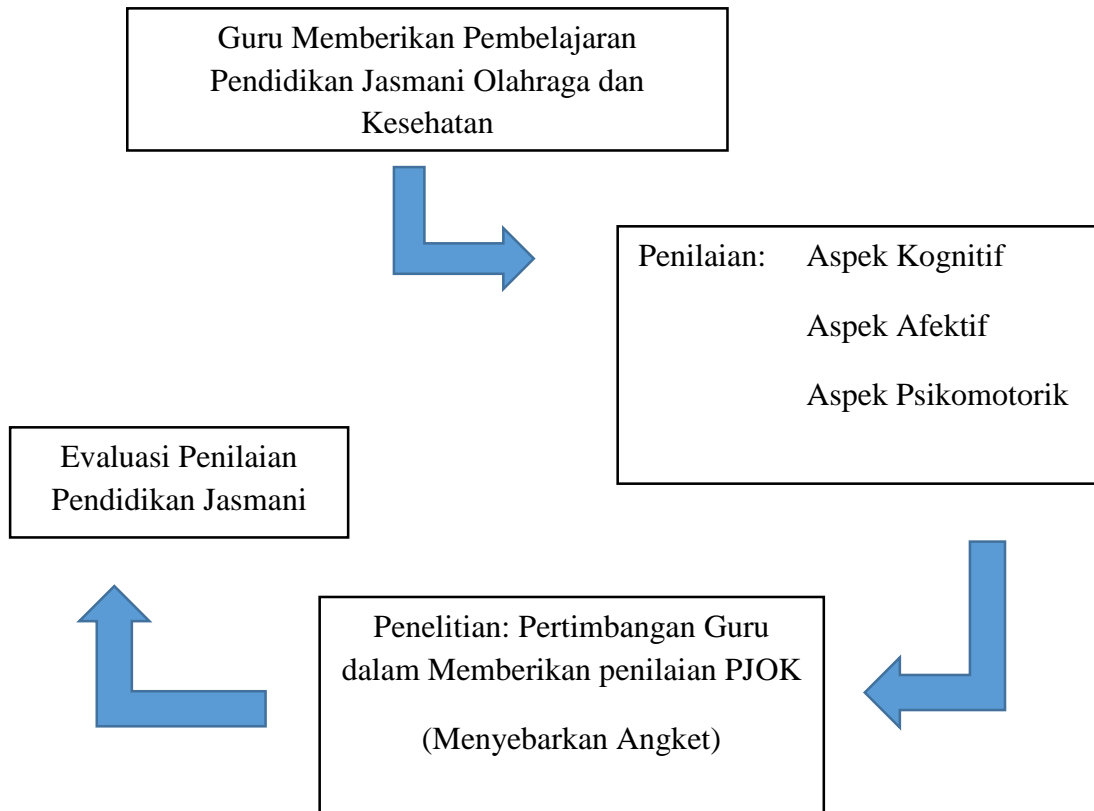 Guru Memberikan Pembelajaran
Pendidikan Jasmani Olahraga dan
Kesehatan
Penilaian: Aspek Kognitif
Aspek Afektif
Aspek Psikomotorik
Penelitian: Pertimbangan Guru
dalam Memberikan penilaian PJOK
(Menyebarkan Angket)
Evaluasi Penilaian
Pendidikan Jasmani